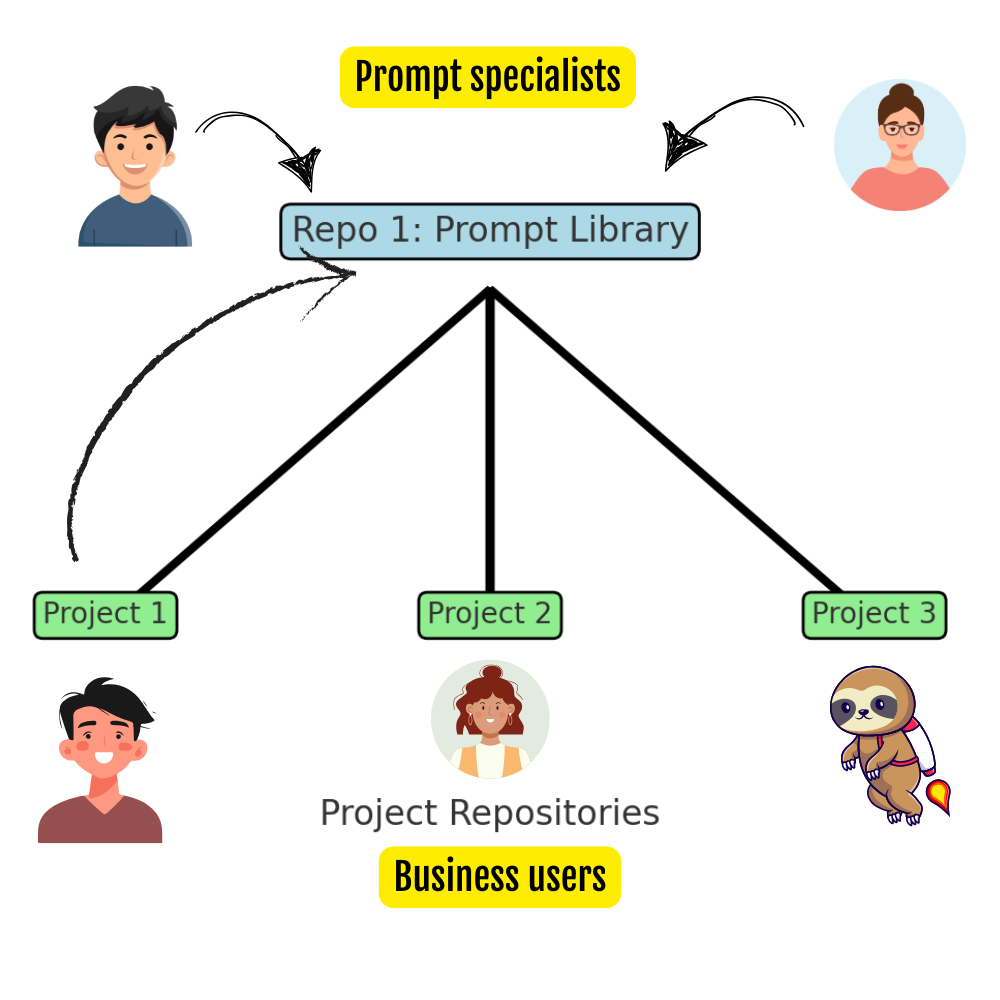 Prompt specialists
Repo 1: Prompt Library
Project 1
Project 2
Project 3
Project Repositories
Business users